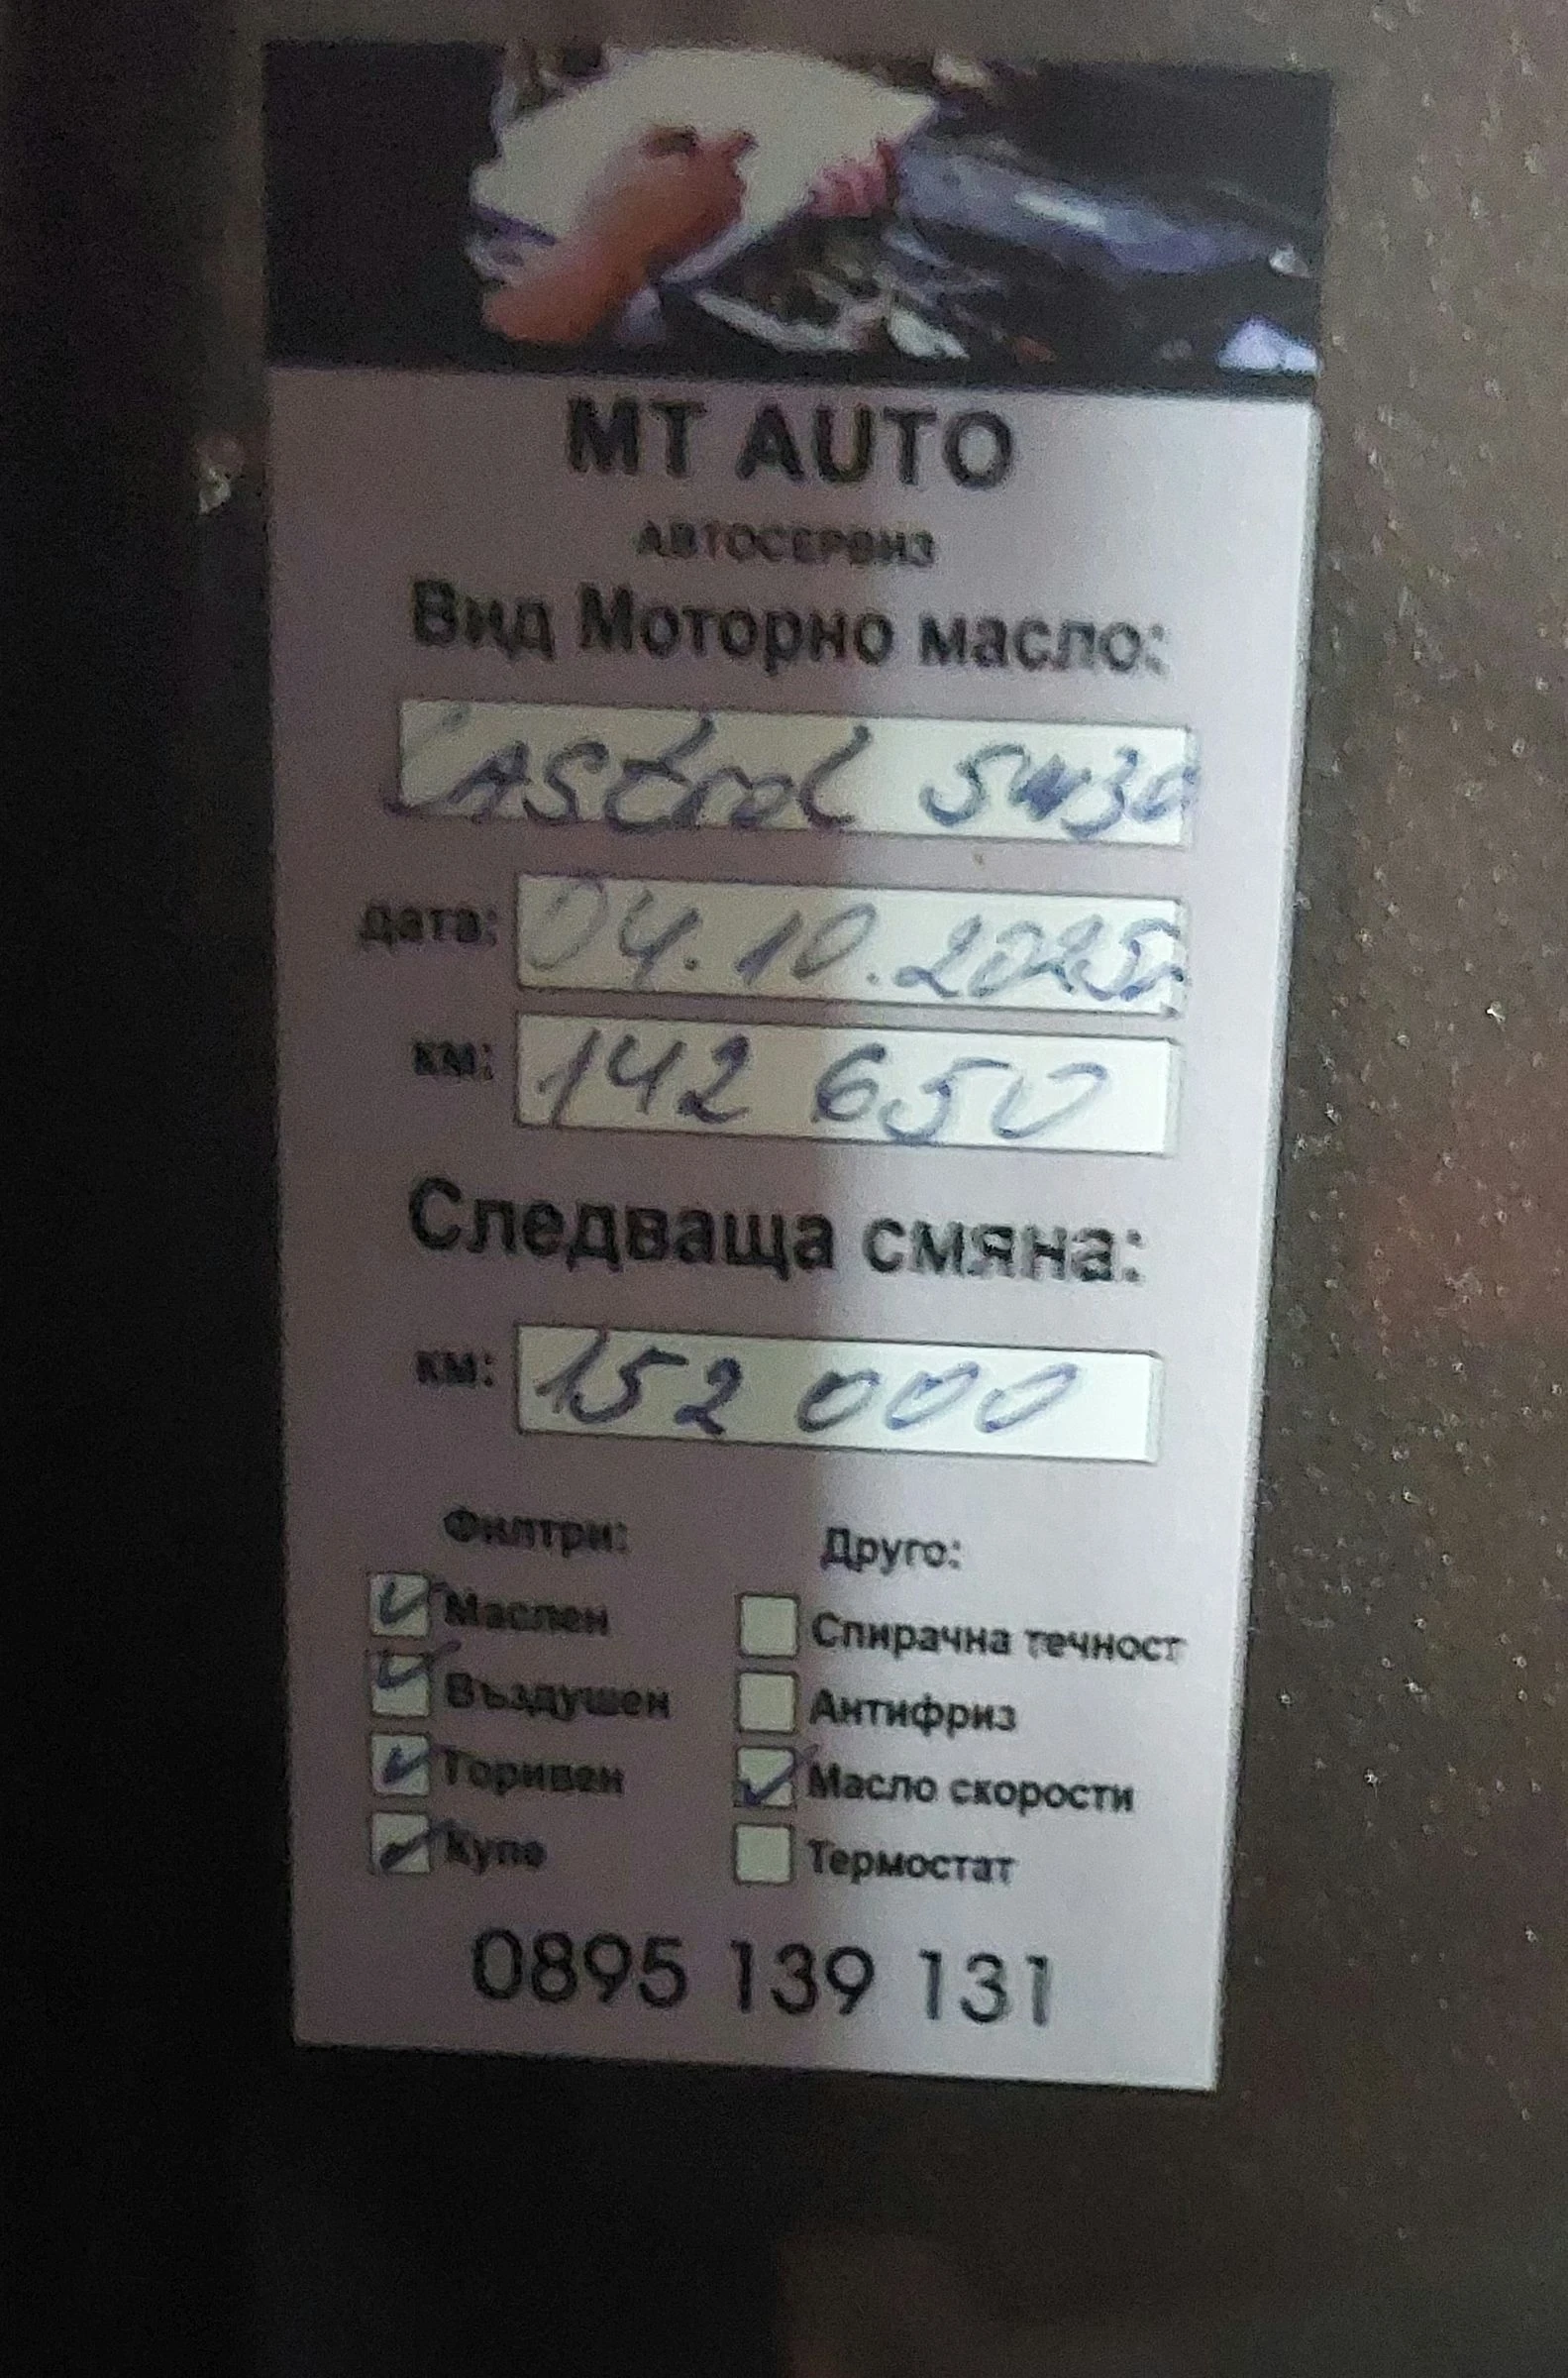 MT AUTO
АВТОСЕРВИЗ
Вид Моторно масло:
CAStrol 5w30
дата: 04.10.2025г.
км: 142 650
Следваща смяна:
км: 152 000
Филтри: Друго:
Маслен Спирачна течност
Въздушен Антифриз
Горивен Масло скорости
Купе Термостат
0895 139 131